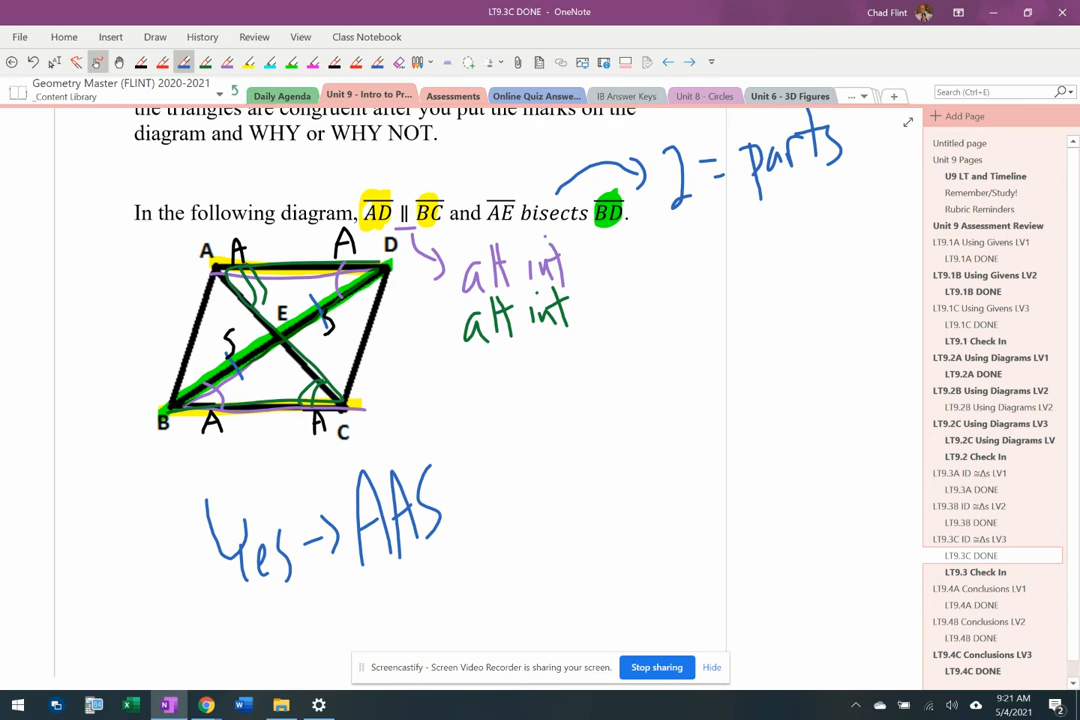 LT9.3C DONE - OneNote
Chad Flint
File Home Insert Draw History Review View Class Notebook
Geometry Master (FLINT) 2020-2021
_Content Library
5
Daily Agenda Unit 9 - Intro to Pr... Assessments Online Quiz Answe... IB Answer Keys Unit 8 - Circles Unit 6 - 3D Figures ... +
Search (Ctrl+E)
the triangles are congruent after you put the marks on the
diagram and WHY or WHY NOT.
2 = parts
In the following diagram, AD ∥ BC and AE bisects BD.
A A A D
alt int
alt int
E
S S
B A A C
Yes → AAS
Add Page
Untitled page
Unit 9 Pages
U9 LT and Timeline
Remember/Study!
Rubric Reminders
Unit 9 Assessment Review
LT9.1A Using Givens LV1
LT9.1A DONE
LT9.1B Using Givens LV2
LT9.1B DONE
LT9.1C Using Givens LV3
LT9.1C DONE
LT9.1 Check In
LT9.2A Using Diagrams LV1
LT9.2A DONE
LT9.2B Using Diagrams LV2
LT9.2B Using Diagrams LV2
LT9.2C Using Diagrams LV3
LT9.2C Using Diagrams LV
LT9.2 Check In
LT9.3A ID ≅Δs LV1
LT9.3A DONE
LT9.3B ID ≅Δs LV2
LT9.3B DONE
LT9.3C ID ≅Δs LV3
LT9.3C DONE
LT9.3 Check In
LT9.4A Conclusions LV1
LT9.4A DONE
LT9.4B Conclusions LV2
LT9.4B DONE
LT9.4C Conclusions LV3
LT9.4C DONE
Screencastify - Screen Video Recorder is sharing your screen. Stop sharing Hide
9:21 AM
5/4/2021
2